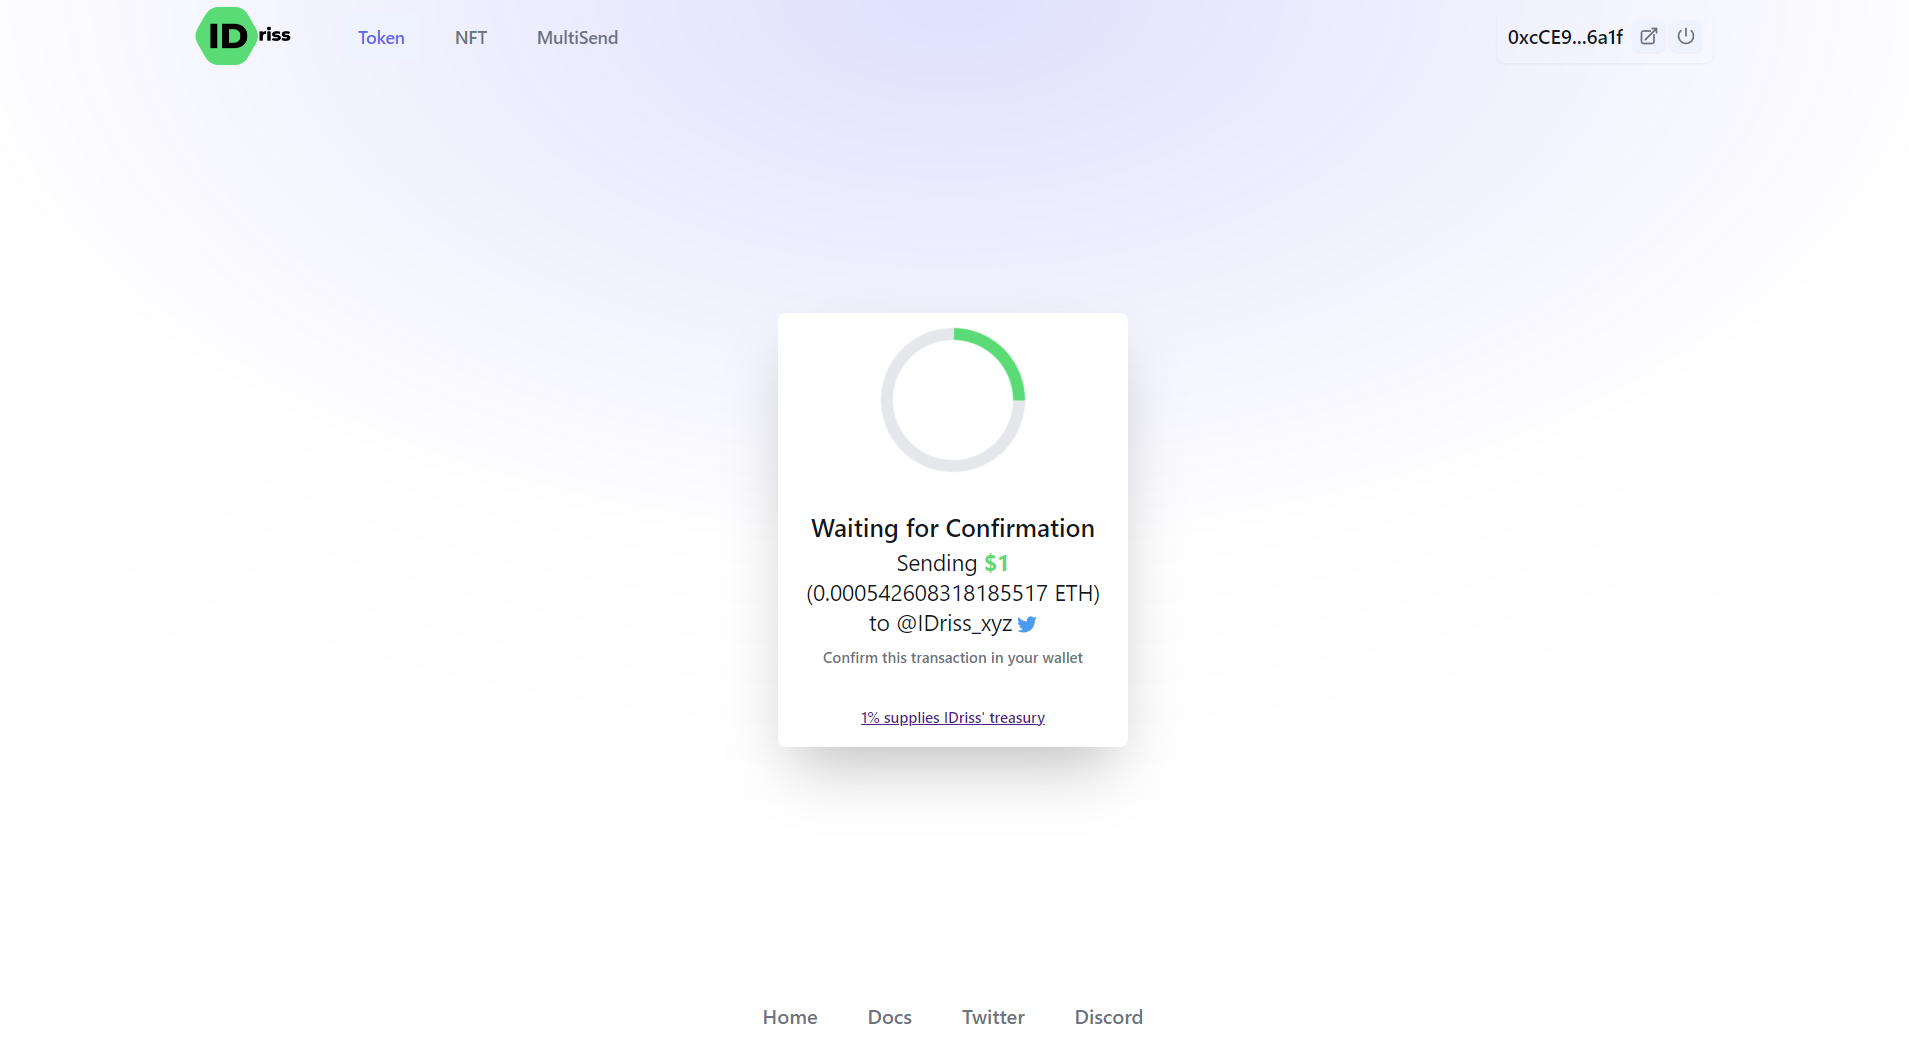 IDriss
Token
NFT
MultiSend
0xcCE9...6a1f
Waiting for Confirmation
Sending $1
(0.000542608318185517 ETH)
to @IDriss_xyz
Confirm this transaction in your wallet
1% supplies IDriss' treasury
Home
Docs
Twitter
Discord